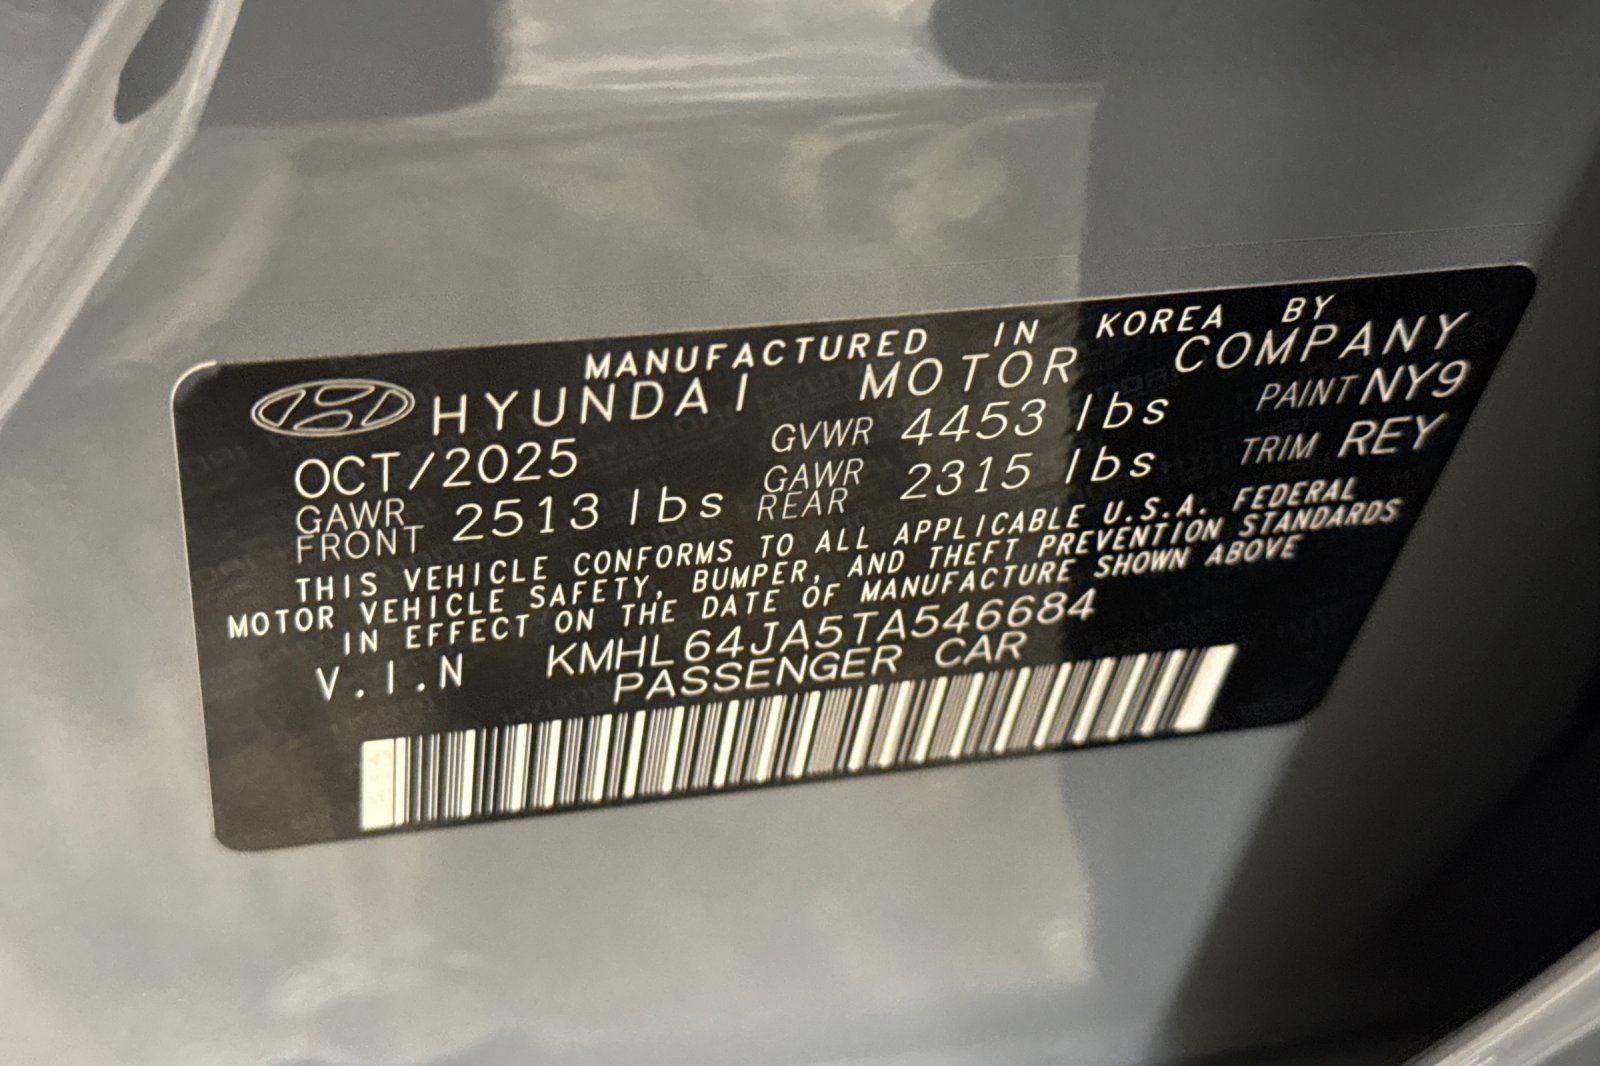 MANUFACTURED IN KOREA BY
HYUNDAI MOTOR COMPANY
OCT/2025 GVWR 4453 lbs PAINT NY9
GAWR FRONT 2513 lbs GAWR REAR 2315 lbs TRIM REY
THIS VEHICLE CONFORMS TO ALL APPLICABLE U.S.A. FEDERAL
MOTOR VEHICLE SAFETY, BUMPER, AND THEFT PREVENTION STANDARDS
IN EFFECT ON THE DATE OF MANUFACTURE SHOWN ABOVE
V.I.N KMHL64JA5TA546684
PASSENGER CAR